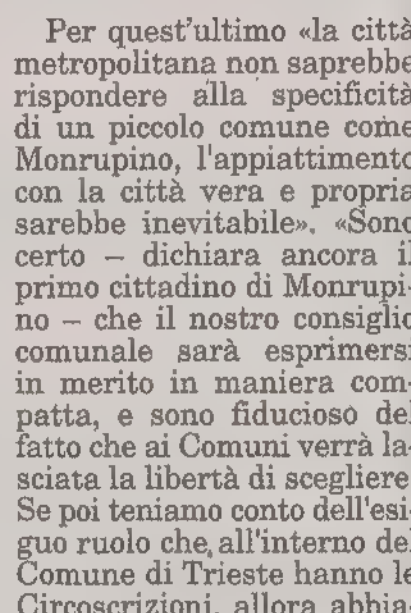 Per quest'ultimo «la città
metropolitana non saprebbe
rispondere alla specificità
di un piccolo comune come
Monrupino, l'appiattimento
con la città vera e propria
sarebbe inevitabile». «Sono
certo – dichiara ancora il
primo cittadino di Monrupi-
no – che il nostro consiglio
comunale sarà esprimersi
in merito in maniera com-
patta, e sono fiducioso del
fatto che ai Comuni verrà la-
sciata la libertà di scegliere
Se poi teniamo conto dell'esi-
guo ruolo che all'interno del
Comune di Trieste hanno le
Circoscrizioni, allora abbia